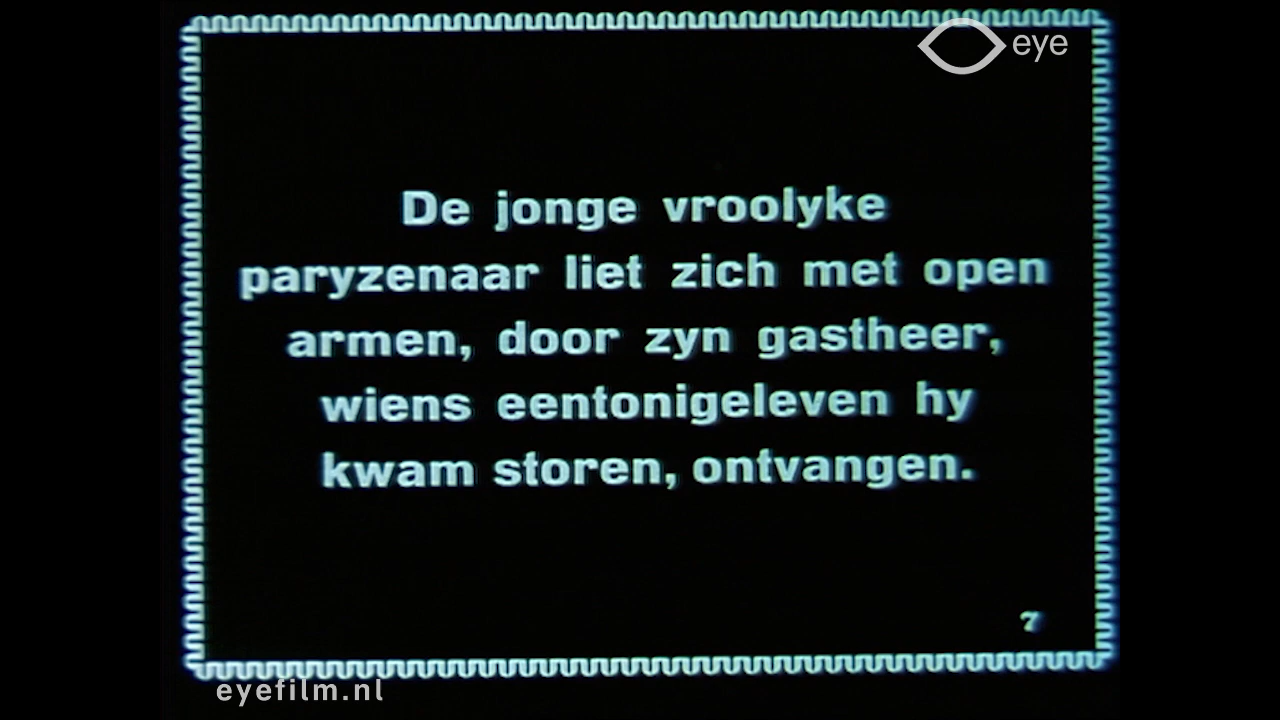 eye
De jonge vroolyke
paryzenaar liet zich met open
armen, door zyn gastheer,
wiens eentonigeleven hy
kwam storen, ontvangen.
7
eyefilm.nl